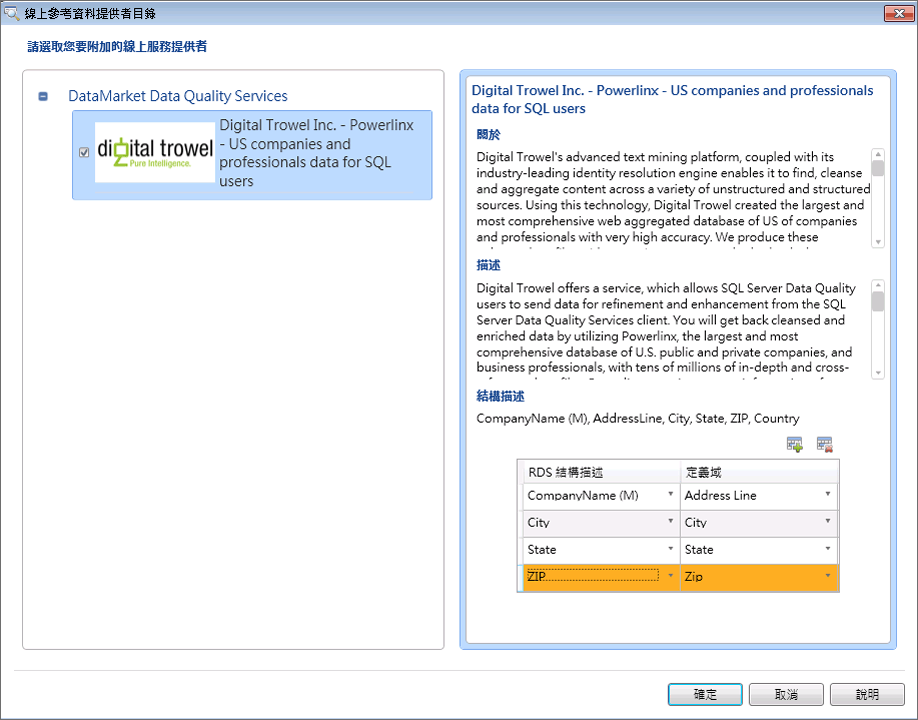 線上參考資料提供者目錄
請選取您要附加的線上服務提供者
DataMarket Data Quality Services
digital trowel
Pure Intelligence.
Digital Trowel Inc. - Powerlinx
- US companies and
professionals data for SQL
users
Digital Trowel Inc. - Powerlinx - US companies and professionals
data for SQL users
關於
Digital Trowel's advanced text mining platform, coupled with its
industry-leading identity resolution engine enables it to find, cleanse
and aggregate content across a variety of unstructured and structured
sources. Using this technology, Digital Trowel created the largest and
most comprehensive web aggregated database of US of companies
and professionals with very high accuracy. We produce these
描述
Digital Trowel offers a service, which allows SQL Server Data Quality
users to send data for refinement and enhancement from the SQL
Server Data Quality Services client. You will get back cleansed and
enriched data by utilizing Powerlinx, the largest and most
comprehensive database of U.S. public and private companies, and
business professionals, with tens of millions of in-depth and cross-
結構描述
CompanyName (M), AddressLine, City, State, ZIP, Country
RDS 結構描述 定義域
CompanyName (M) Address Line
City City
State State
ZIP Zip
確定 取消 說明